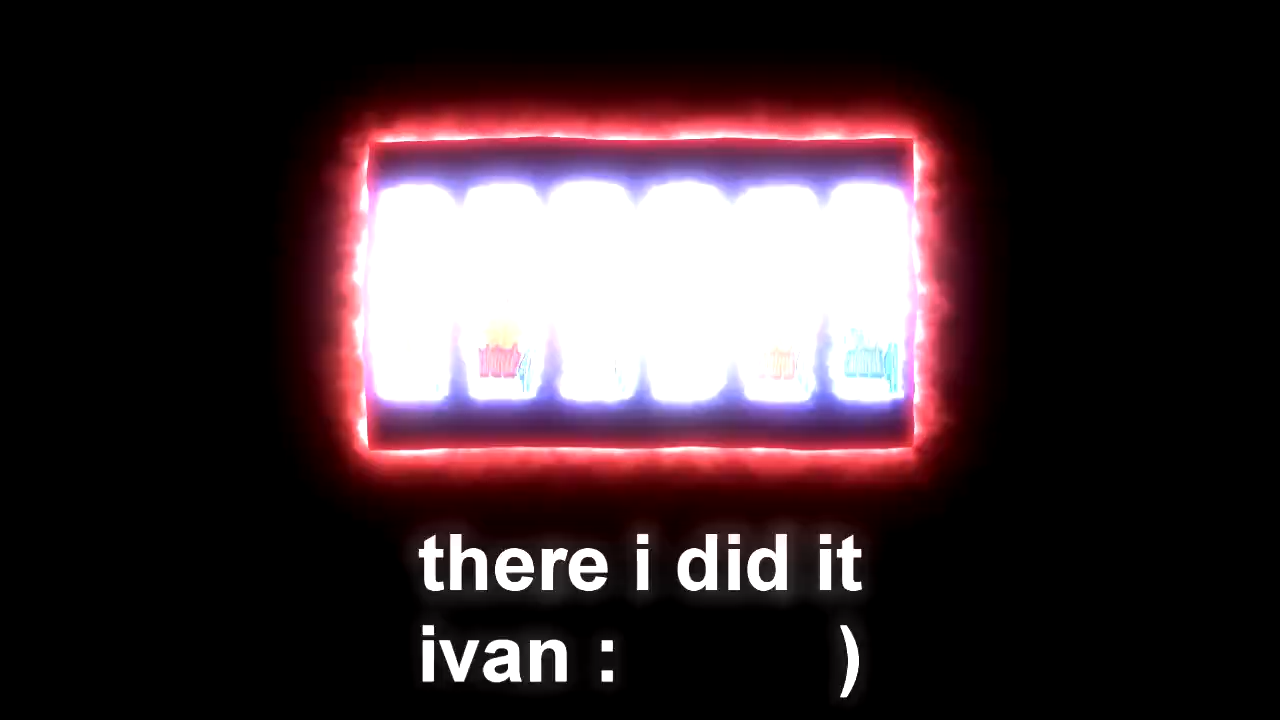 there i did it
ivan :        )